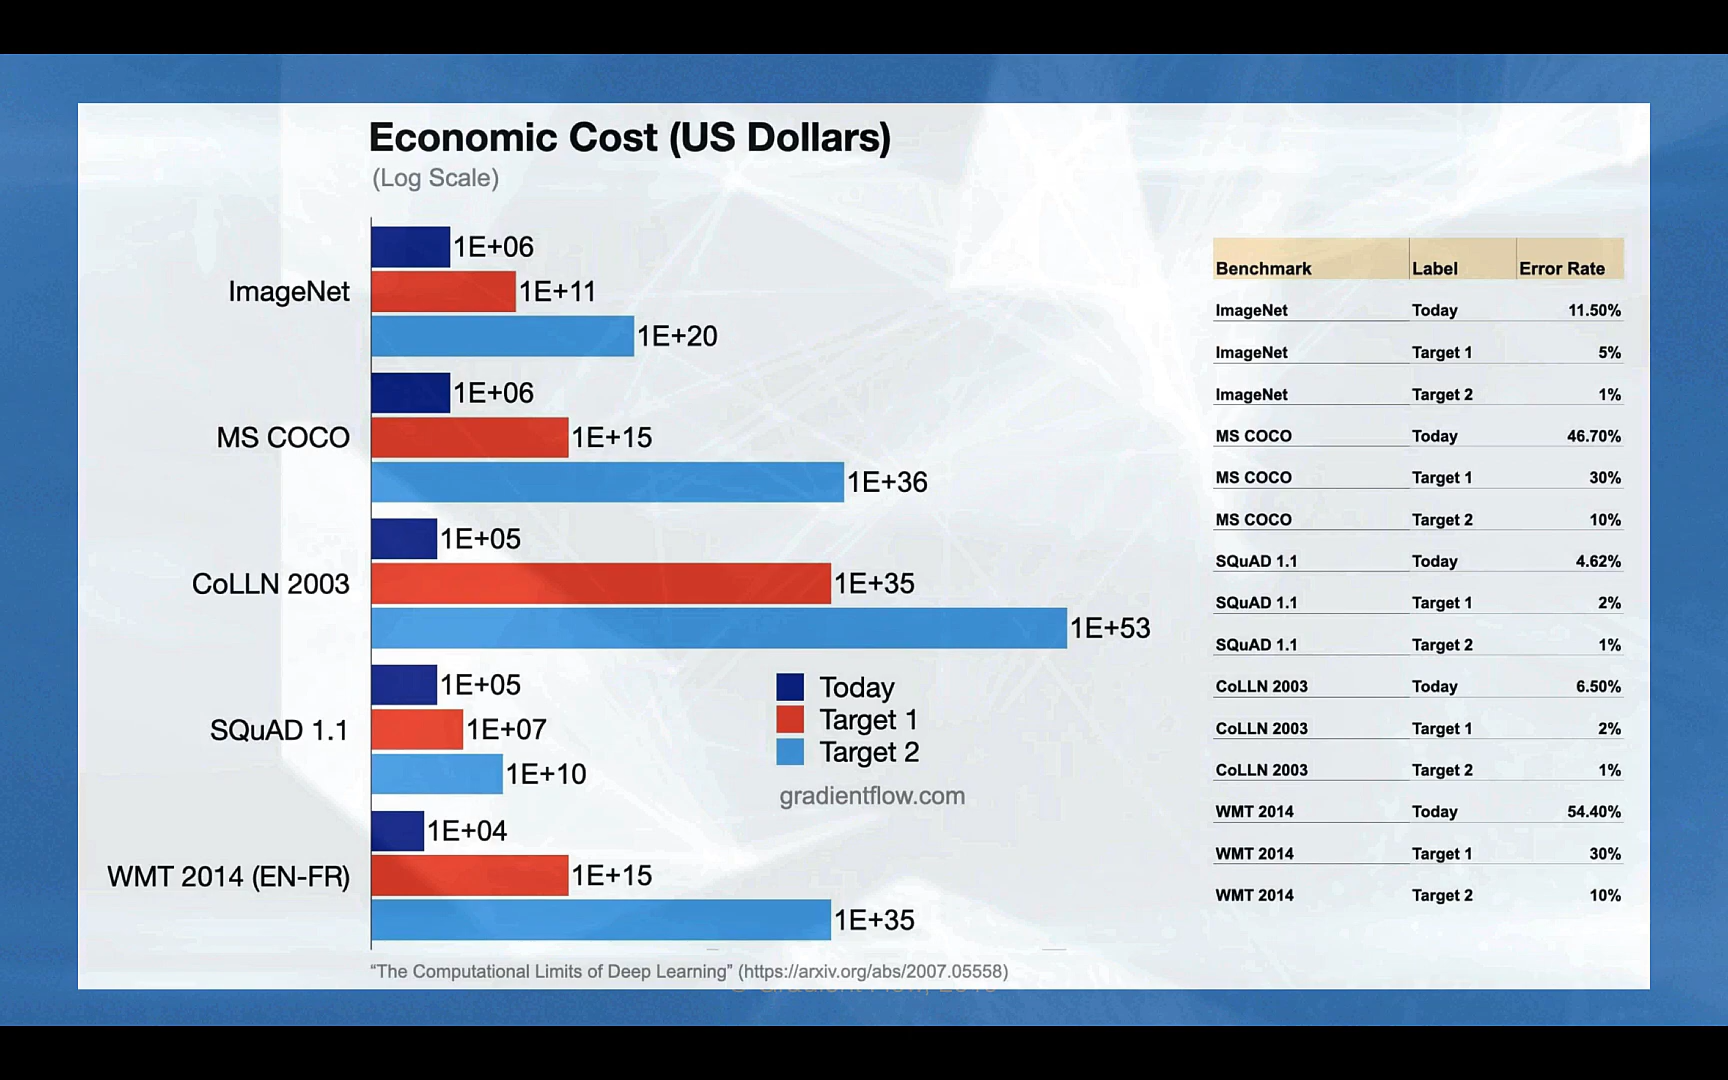 Economic Cost (US Dollars)
(Log Scale)
1E+06
ImageNet
1E+11
1E+20
1E+06
MS COCO
1E+15
1E+36
1E+05
CoLLN 2003
1E+35
1E+53
1E+05
SQuAD 1.1
1E+07
1E+10
1E+04
WMT 2014 (EN-FR)
1E+15
1E+35
Today
Target 1
Target 2
gradientflow.com
“The Computational Limits of Deep Learning” (https://arxiv.org/abs/2007.05558)
Benchmark Label Error Rate
ImageNet Today 11.50%
ImageNet Target 1 5%
ImageNet Target 2 1%
MS COCO Today 46.70%
MS COCO Target 1 30%
MS COCO Target 2 10%
SQuAD 1.1 Today 4.62%
SQuAD 1.1 Target 1 2%
SQuAD 1.1 Target 2 1%
CoLLN 2003 Today 6.50%
CoLLN 2003 Target 1 2%
CoLLN 2003 Target 2 1%
WMT 2014 Today 54.40%
WMT 2014 Target 1 30%
WMT 2014 Target 2 10%